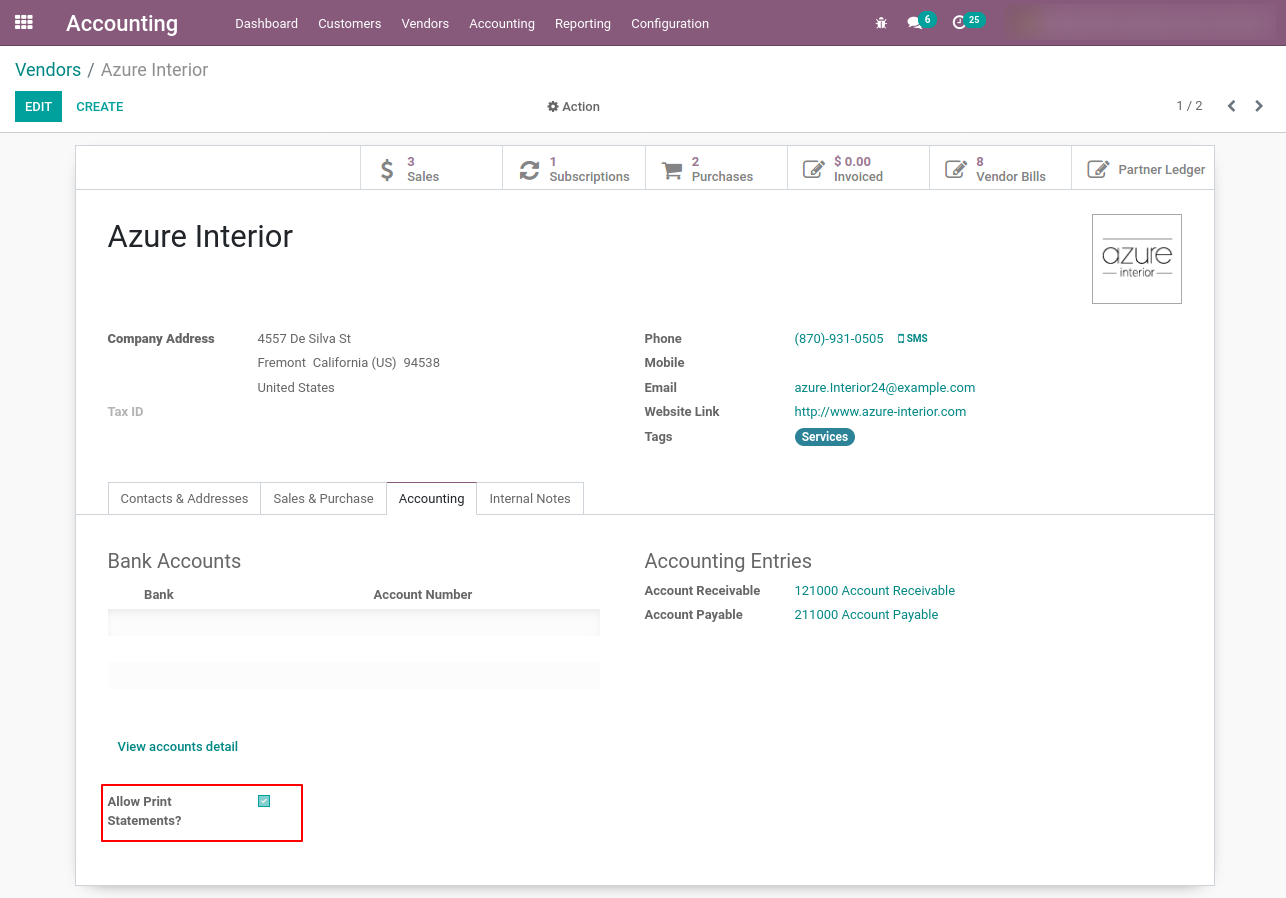 Accounting Dashboard Customers Vendors Accounting Reporting Configuration 6 25
Vendors / Azure Interior
EDIT CREATE Action 1 / 2
3 Sales
1 Subscriptions
2 Purchases
$ 0.00 Invoiced
8 Vendor Bills
Partner Ledger
Azure Interior
azure
interior
Company Address 4557 De Silva St
Fremont California (US) 94538
United States
Tax ID
Phone (870)-931-0505 SMS
Mobile
Email azure.Interior24@example.com
Website Link http://www.azure-interior.com
Tags Services
Contacts & Addresses Sales & Purchase Accounting Internal Notes
Bank Accounts
Bank Account Number
View accounts detail
Allow Print
Statements?
Accounting Entries
Account Receivable 121000 Account Receivable
Account Payable 211000 Account Payable